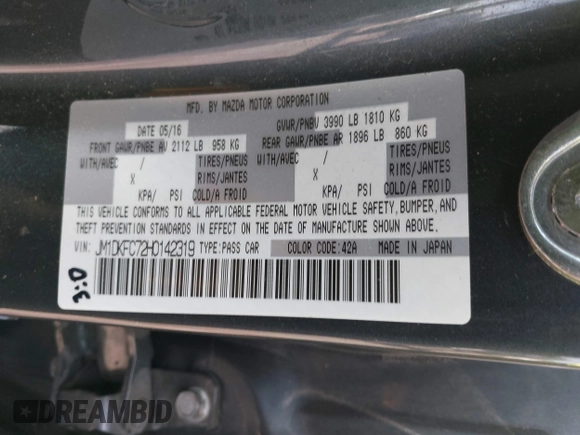 MFD. BY MAZDA MOTOR CORPORATION
DATE 05/16 GVWR/PNBV 3990 LB 1810 KG
FRONT GAWR/PNBE AV 2112 LB 958 KG REAR GAWR/PNBE AR 1896 LB 860 KG
WITH/AVEC / TIRES/PNEUS WITH/AVEC / TIRES/PNEUS
X RIMS/JANTES X RIMS/JANTES
KPA/ PSI COLD/A FROID KPA/ PSI COLD/A FROID
THIS VEHICLE CONFORMS TO ALL APPLICABLE FEDERAL MOTOR VEHICLE SAFETY, BUMPER, AND
THEFT PREVENTION STANDARDS IN EFFECT ON THE DATE OF MANUFACTURE SHOWN ABOVE.
VIN: JM1DKFC72H0142319 TYPE:PASS CAR COLOR CODE:42A MADE IN JAPAN
3:0
DREAMBID